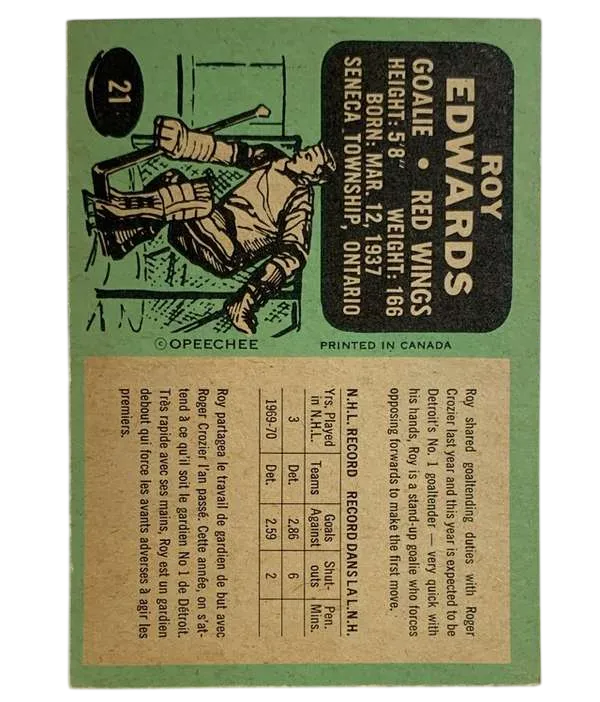 21
ROY
EDWARDS
GOALIE • RED WINGS
HEIGHT: 5'8" WEIGHT: 166
BORN: MAR. 12, 1937
SENECA TOWNSHIP, ONTARIO
©OPEECHEE PRINTED IN CANADA
Roy shared goaltending duties with Roger
Crozier last year and this year is expected to be
Detroit's No. 1 goaltender — very quick with
his hands, Roy is a stand-up goalie who forces
opposing forwards to make the first move.
N.H.L. RECORD RECORD DANS LA L.N.H.
Yrs. Played Goals Shut- Pen.
in N.H.L. Teams Against outs Mins.
3 Det. 2.86 6
1969-70 Det. 2.59 2
Roy partagea le travail de gardien de but avec
Roger Crozier l'an passé. Cette année, on s'at-
tend à ce qu'il soit le gardien No 1 de Détroit.
Très rapide avec ses mains, Roy est un gardien
debout qui force les avants adverses à agir les
premiers.